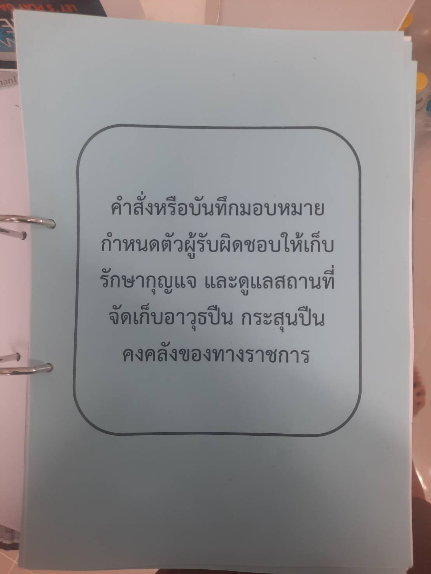 คำสั่งหรือบันทึกมอบหมาย
กำหนดตัวผู้รับผิดชอบให้เก็บ
รักษากุญแจ และดูแลสถานที่
จัดเก็บอาวุธปืน กระสุนปืน
คงคลังของทางราชการ